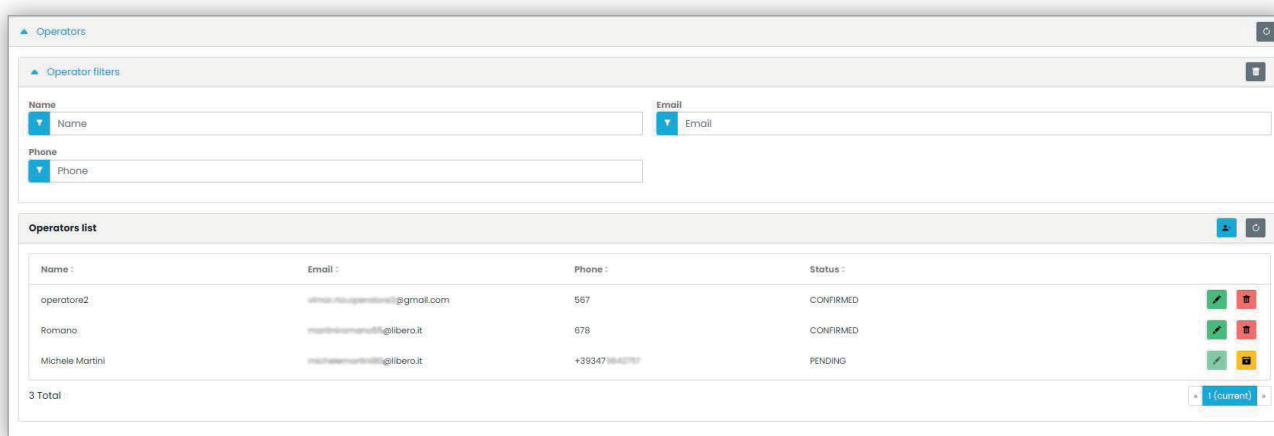 Operators
Operator filters
Name Email
Name Email
Phone
Phone
Operators list
Name Email Phone Status
operatore2 @gmail.com 567 CONFIRMED
Romano @libero.it 678 CONFIRMED
Michele Martini @libero.it +39347 PENDING
3 Total « 1 (current) »